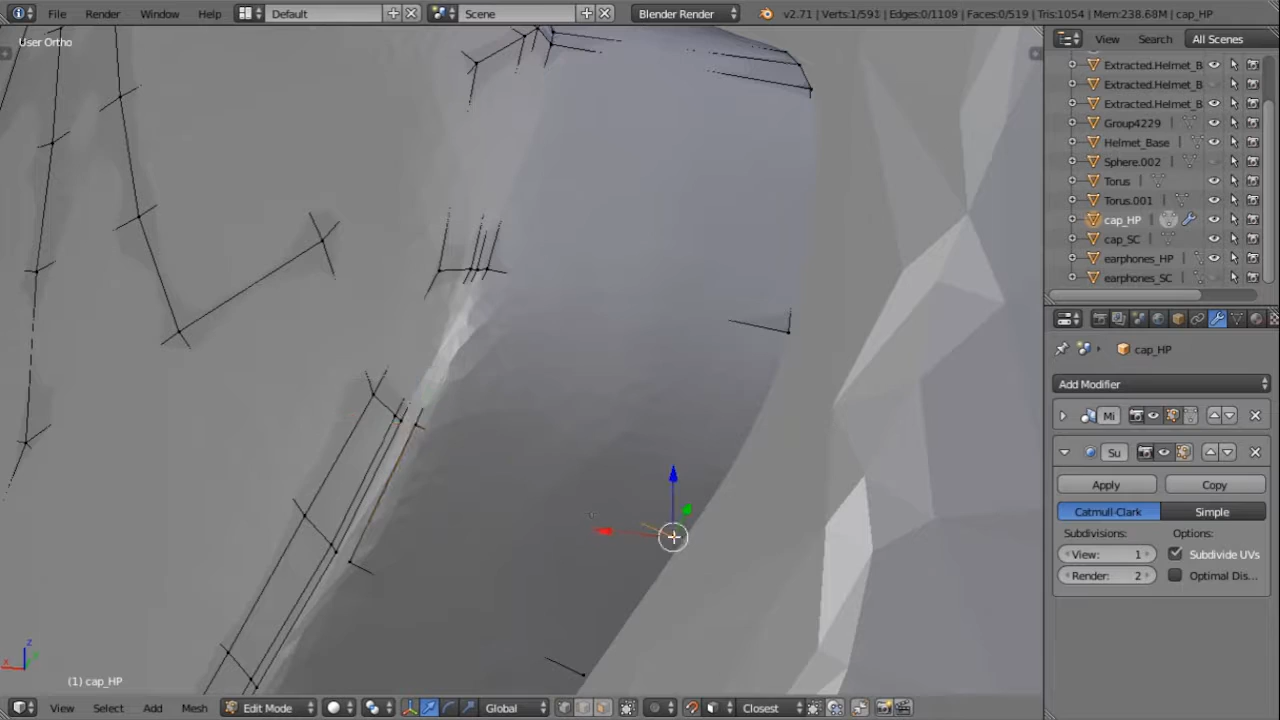 File Render Window Help Default Scene Blender Render v2.71 | Verts:1/591 | Edges:0/1109 | Faces:0/519 | Tris:1054 | Mem:238.68M | cap_HP
User Ortho
View Search All Scenes
Extracted.Helmet_B
Extracted.Helmet_B
Extracted.Helmet_B
Group4229
Helmet_Base
Sphere.002
Torus
Torus.001
cap_HP
cap_SC
earphones_HP
earphones_SC
cap_HP
Add Modifier
Mi
Su
Apply Copy
Catmull-Clark Simple
Subdivisions: Options:
View: 1 Subdivide UVs
Render: 2 Optimal Dis...
z
y
x
(1) cap_HP
View Select Add Mesh Edit Mode Global Closest